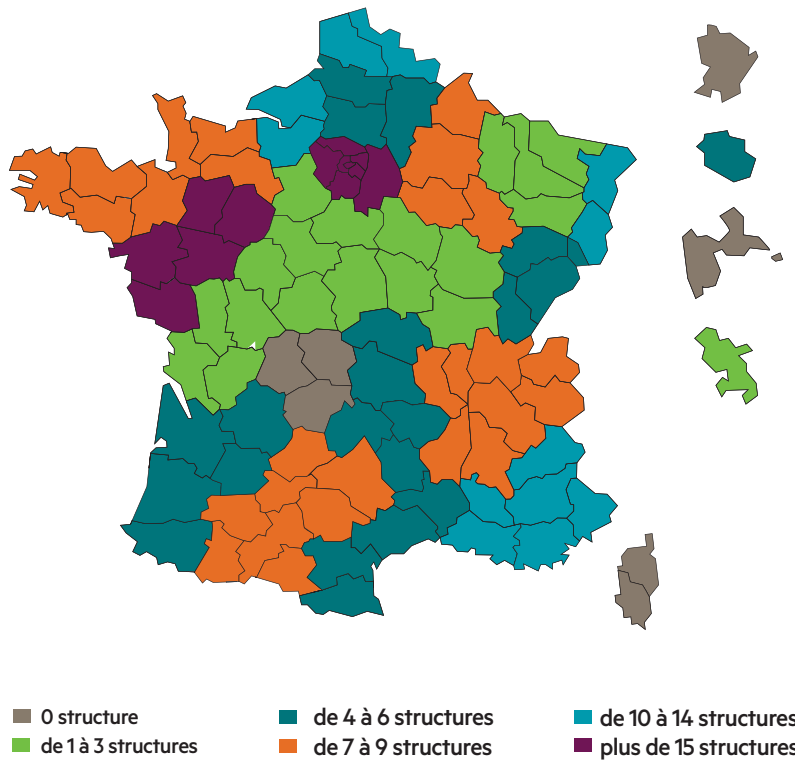 0 structure
de 1 à 3 structures
de 4 à 6 structures
de 7 à 9 structures
de 10 à 14 structures
plus de 15 structures